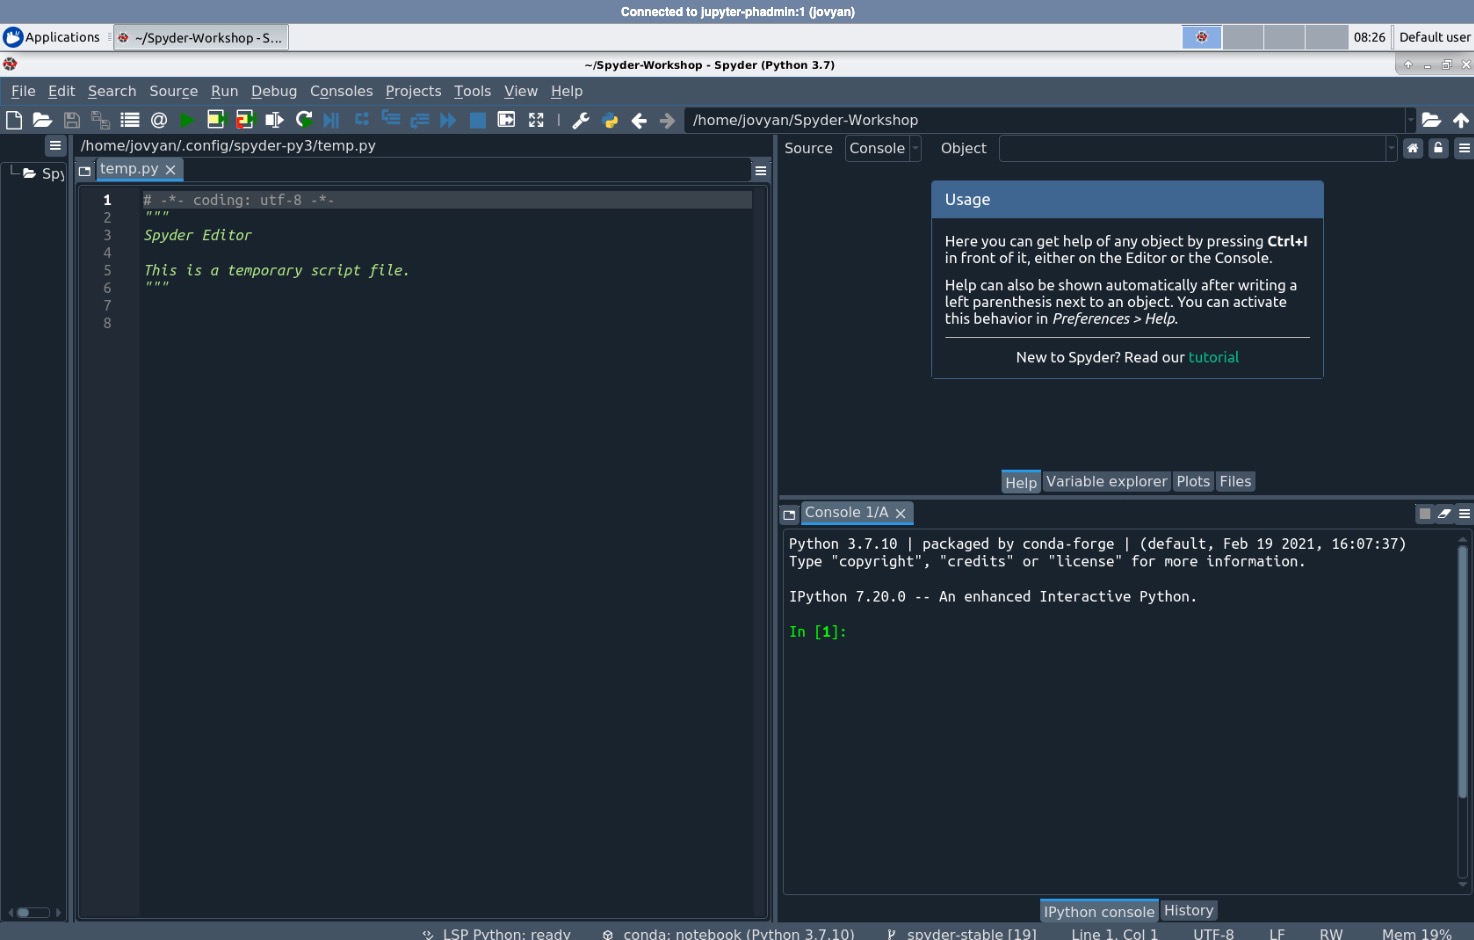 Connected to jupyter-phadmin:1 (jovyan)
Applications
~/Spyder-Workshop - S...
08:26
Default user
~/Spyder-Workshop - Spyder (Python 3.7)
File Edit Search Source Run Debug Consoles Projects Tools View Help
/home/jovyan/Spyder-Workshop
/home/jovyan/.config/spyder-py3/temp.py
Source Console Object
Spy
temp.py
1 # -*- coding: utf-8 -*-
2 """
3 Spyder Editor
4
5 This is a temporary script file.
6 """
7
8
Usage
Here you can get help of any object by pressing Ctrl+I
in front of it, either on the Editor or the Console.
Help can also be shown automatically after writing a
left parenthesis next to an object. You can activate
this behavior in Preferences > Help.
New to Spyder? Read our tutorial
Help Variable explorer Plots Files
Console 1/A
Python 3.7.10 | packaged by conda-forge | (default, Feb 19 2021, 16:07:37)
Type "copyright", "credits" or "license" for more information.
IPython 7.20.0 -- An enhanced Interactive Python.
In [1]:
IPython console History
LSP Python: ready conda: notebook (Python 3.7.10) spyder-stable [19] Line 1, Col 1 UTF-8 LF RW Mem 19%